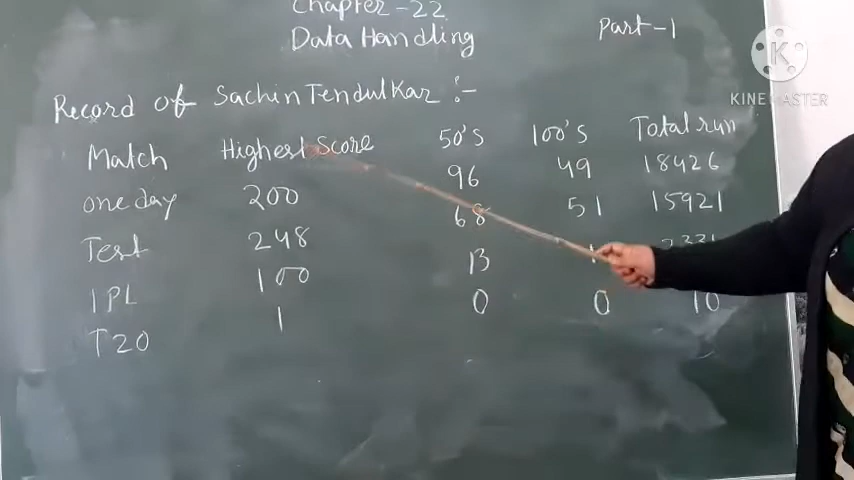 Chapter-22
Data Handling Part-1
KINEMASTER
Record of Sachin Tendulkar :-
Match Highest Score 50's 100's Total run
one day 200 96 49 18426
Test 248 68 51 15921
IPL 100 13 1
T20 1 0 0 10